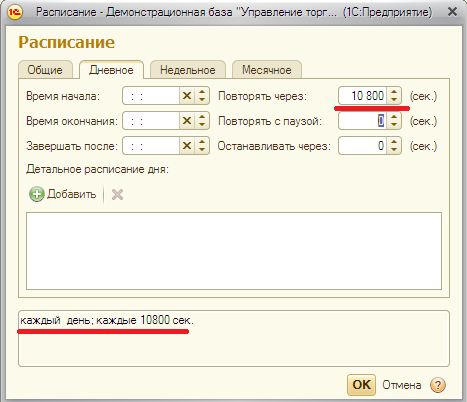 Расписание - Демонстрационная база "Управление торг... (1С:Предприятие)
Расписание
Общие Дневное Недельное Месячное
Время начала: : : Повторять через: 10 800 (сек.)
Время окончания: : : Повторять с паузой: 0 (сек.)
Завершать после: : : Останавливать через: 0 (сек.)
Детальное расписание дня:
Добавить
каждый день; каждые 10800 сек.
OK Отмена ?